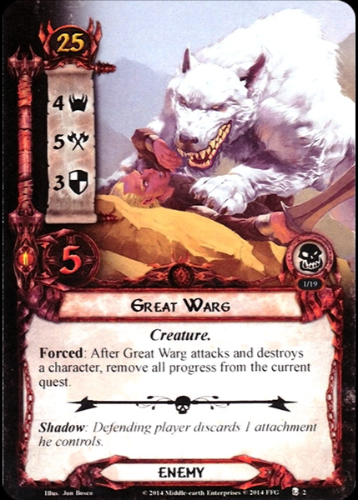 25
4
5
3
5
1/19
GREAT WARG
Creature.
Forced: After Great Warg attacks and destroys
a character, remove all progress from the current
quest.
Shadow: Defending player discards 1 attachment
he controls.
ENEMY
Illus. Jon Bosco © 2014 Middle-earth Enterprises © 2014 FFG 2